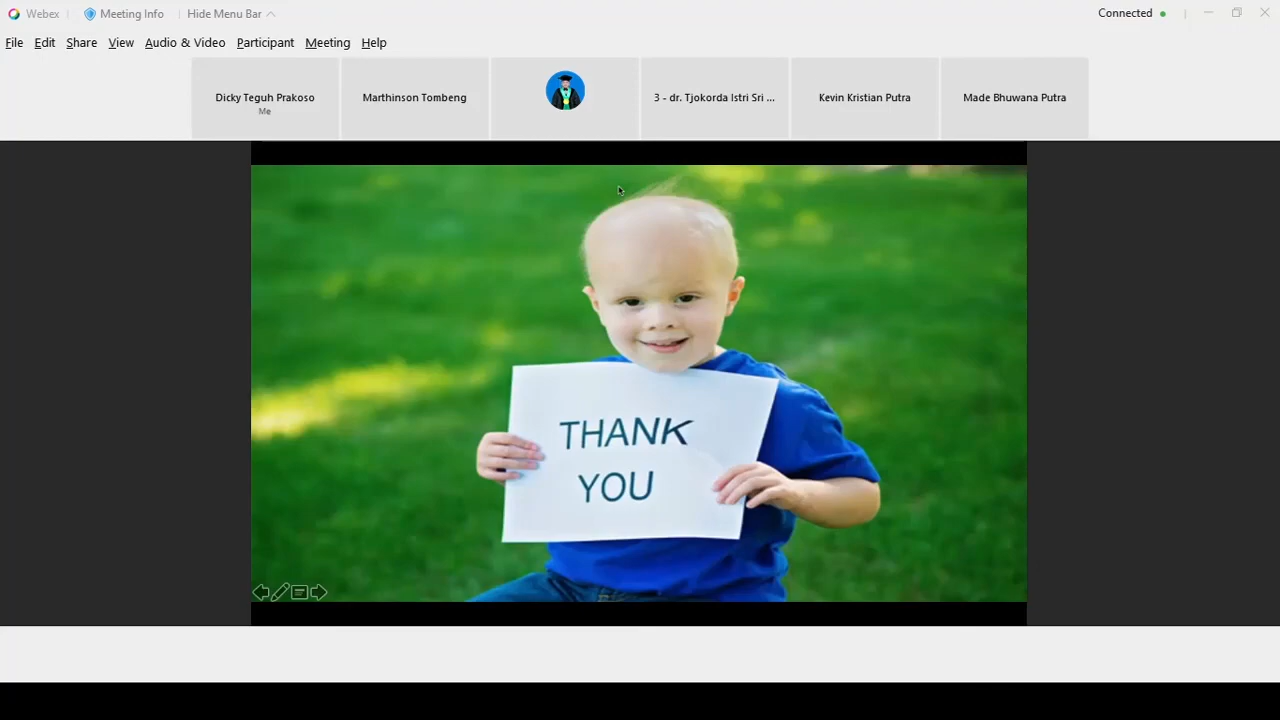 Webex Meeting Info Hide Menu Bar Connected
File Edit Share View Audio & Video Participant Meeting Help
Dicky Teguh Prakoso
Me
Marthinson Tombeng
3 - dr. Tjokorda Istri Sri ...
Kevin Kristian Putra
Made Bhuwana Putra
THANK
YOU